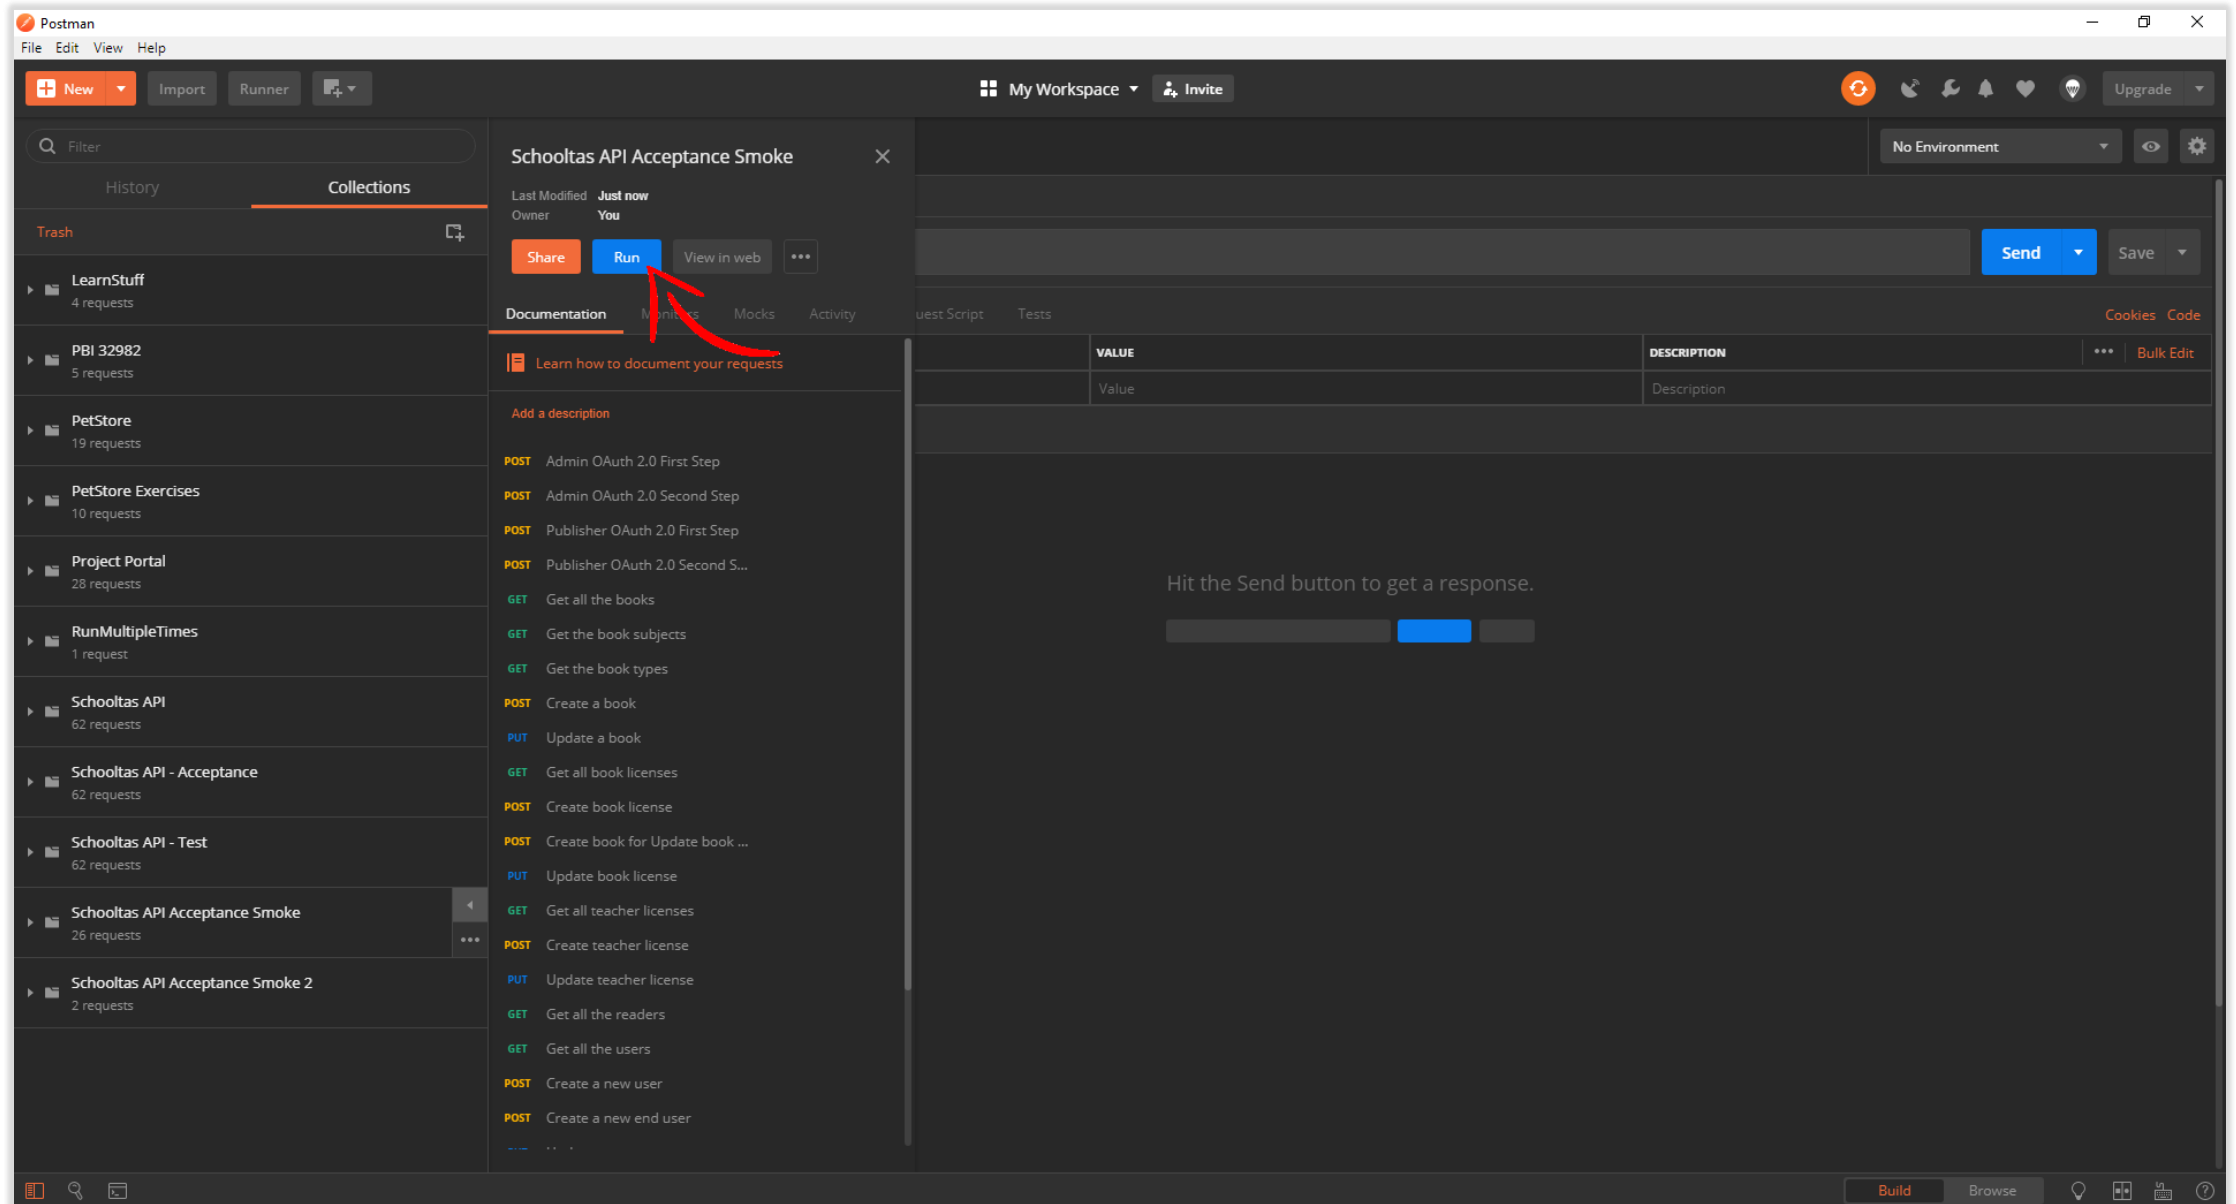 Postman
File Edit View Help
New Import Runner My Workspace Invite Upgrade
Filter
History Collections
Trash
LearnStuff
4 requests
PBI 32982
5 requests
PetStore
19 requests
PetStore Exercises
10 requests
Project Portal
28 requests
RunMultipleTimes
1 request
Schooltas API
62 requests
Schooltas API - Acceptance
62 requests
Schooltas API - Test
62 requests
Schooltas API Acceptance Smoke
26 requests
Schooltas API Acceptance Smoke 2
2 requests
Schooltas API Acceptance Smoke
Last Modified Just now
Owner You
Share Run View in web
Documentation Monitors Mocks Activity
Learn how to document your requests
Add a description
POST Admin OAuth 2.0 First Step
POST Admin OAuth 2.0 Second Step
POST Publisher OAuth 2.0 First Step
POST Publisher OAuth 2.0 Second S...
GET Get all the books
GET Get the book subjects
GET Get the book types
POST Create a book
PUT Update a book
GET Get all book licenses
POST Create book license
POST Create book for Update book ...
PUT Update book license
GET Get all teacher licenses
POST Create teacher license
PUT Update teacher license
GET Get all the readers
GET Get all the users
POST Create a new user
POST Create a new end user
No Environment
Send Save
uest Script Tests Cookies Code
VALUE DESCRIPTION Bulk Edit
Value Description
Hit the Send button to get a response.
Build Browse